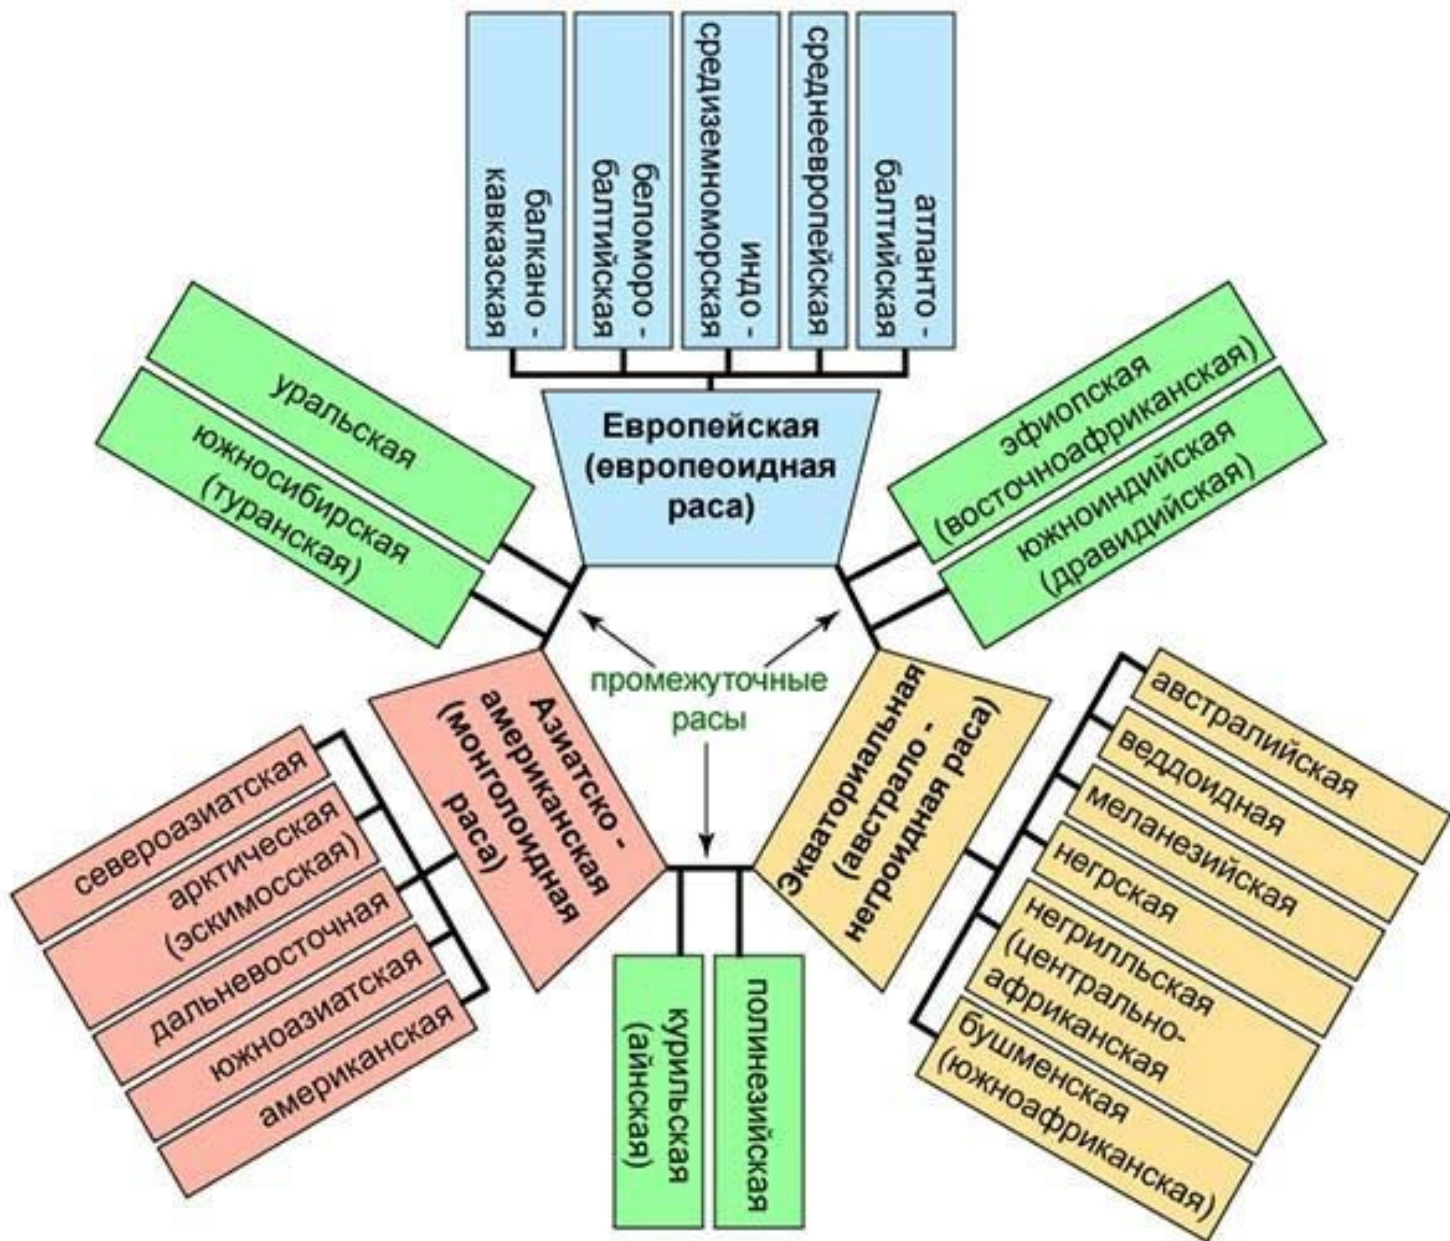 балкано -
кавказская
беломоро -
балтийская
индо -
средиземноморская
среднеевропейская
атланто -
балтийская
Европейская
(европеоидная
раса)
уральская
южносибирская
(туранская)
эфиопская
(восточноафриканская)
южноиндийская
(дравидийская)
промежуточные
расы
Азиатско -
американская
(монголоидная
раса)
Экваториальная
(австрало -
негроидная раса)
североазиатская
арктическая
(эскимосская)
дальневосточная
южноазиатская
американская
курильская
(айнская)
полинезийская
австралийская
веддоидная
меланезийская
негрская
негрилльская
(центрально-
африканская
бушменская
(южноафриканская)